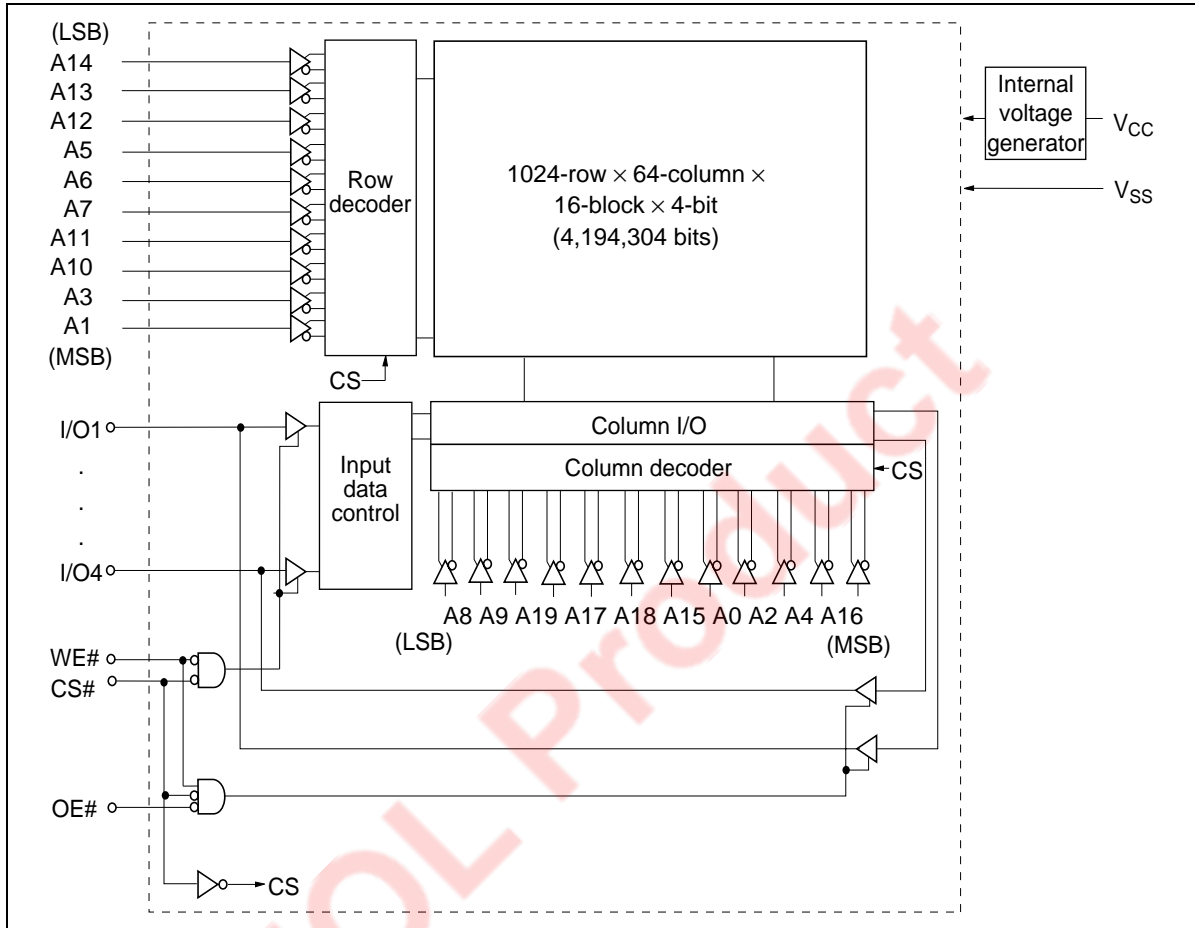 (LSB)
A14
A13
A12
A5
A6
A7
A11
A10
A3
A1
(MSB)
Row
decoder
CS
1024-row × 64-column ×
16-block × 4-bit
(4,194,304 bits)
Internal
voltage
generator
VCC
VSS
I/O1
.
.
.
I/O4
Input
data
control
Column I/O
Column decoder
CS
A8 A9 A19 A17 A18 A15 A0 A2 A4 A16
(LSB) (MSB)
WE#
CS#
OE#
CS
OL Product